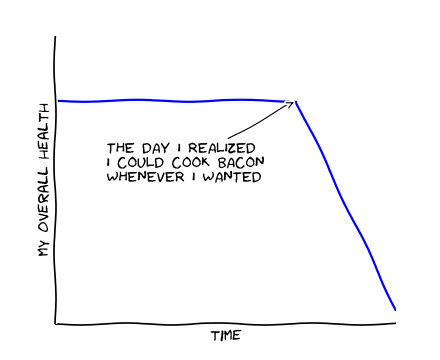 MY OVERALL HEALTH
THE DAY I REALIZED
I COULD COOK BACON
WHENEVER I WANTED
TIME